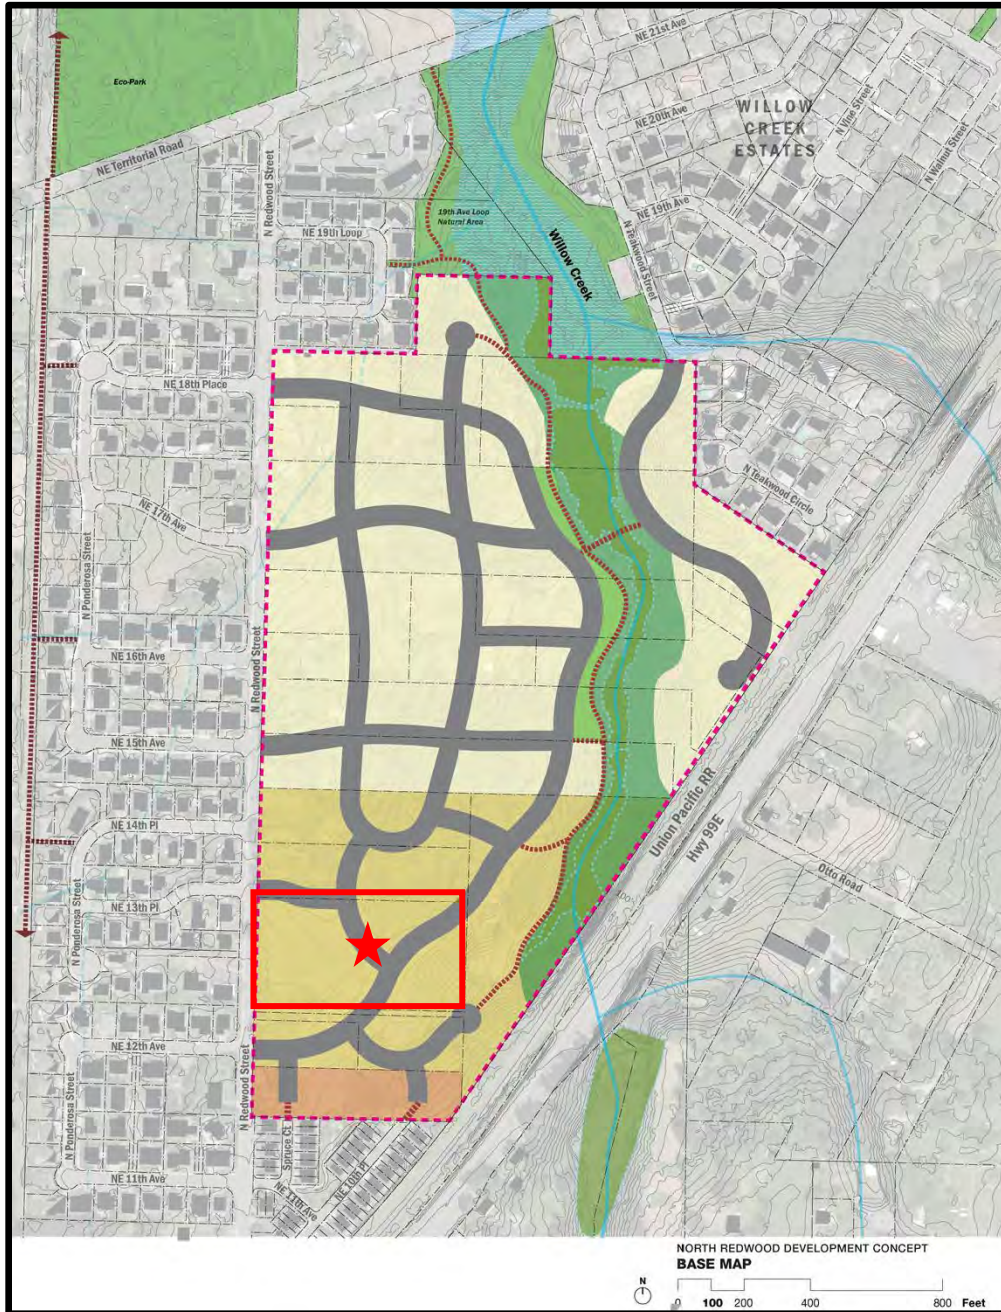 NE 21st Ave
Eco-Park
NE 20th Ave
WILLOW
CREEK
ESTATES
N Vine Street
N Walnut Street
NE Territorial Road
N Redwood Street
19th Ave Loop
Natural Area
NE 19th Ave
NE 19th Loop
N Teakwood Street
Willow Creek
NE 18th Place
N Teakwood Circle
NE 17th Ave
N Ponderosa Street
N Redwood Street
NE 16th Ave
NE 15th Ave
Union Pacific RR
Hwy 99E
NE 14th Pl
Otto Road
NE 13th Pl
N Ponderosa Street
NE 12th Ave
N Redwood Street
N Ponderosa Street
Spruce Ct
NE 10th Pl
NE 11th Ave
NE 11th Ave
NORTH REDWOOD DEVELOPMENT CONCEPT
BASE MAP
N
0 100 200 400 800 Feet